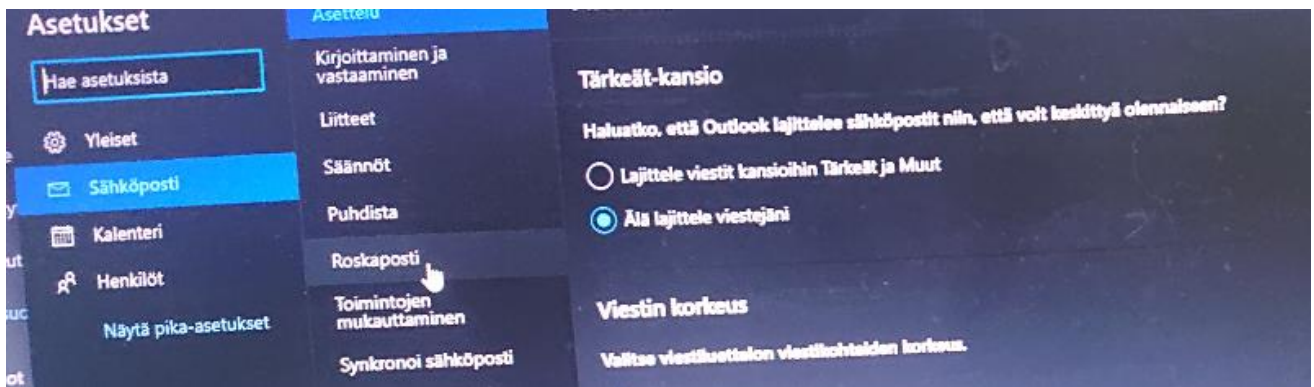 Asetukset
Hae asetuksista
Yleiset
Sähköposti
Kalenteri
Henkilöt
Näytä pika-asetukset
Asettelu
Kirjoittaminen ja
vastaaminen
Liitteet
Säännöt
Puhdista
Roskaposti
Toimintojen
mukauttaminen
Synkronoi sähköposti
Tärkeät-kansio
Haluatko, että Outlook lajittelee sähköpostit niin, että voit keskittyä olennaiseen?
Lajittele viestit kansioihin Tärkeät ja Muut
Älä lajittele viestejäni
Viestin korkeus
Valitse viestiluettelon viestikohteiden korkeus.